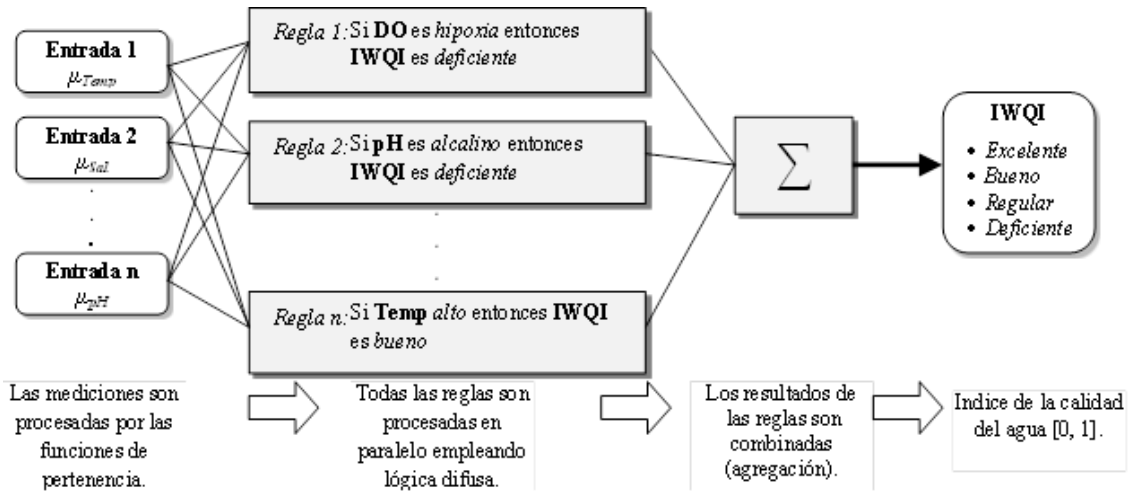 Entrada 1
μTemp
Entrada 2
μSal
Entrada n
μpH
Regla 1: Si DO es hipoxia entonces
IWQI es deficiente
Regla 2: Si pH es alcalino entonces
IWQI es deficiente
Regla n: Si Temp alto entonces IWQI
es bueno
∑
IWQI
• Excelente
• Bueno
• Regular
• Deficiente
Las mediciones son
procesadas por las
funciones de
pertenencia.
Todas las reglas son
procesadas en
paralelo empleando
lógica difusa.
Los resultados de
las reglas son
combinadas
(agregación).
Indice de la calidad
del agua [0, 1].